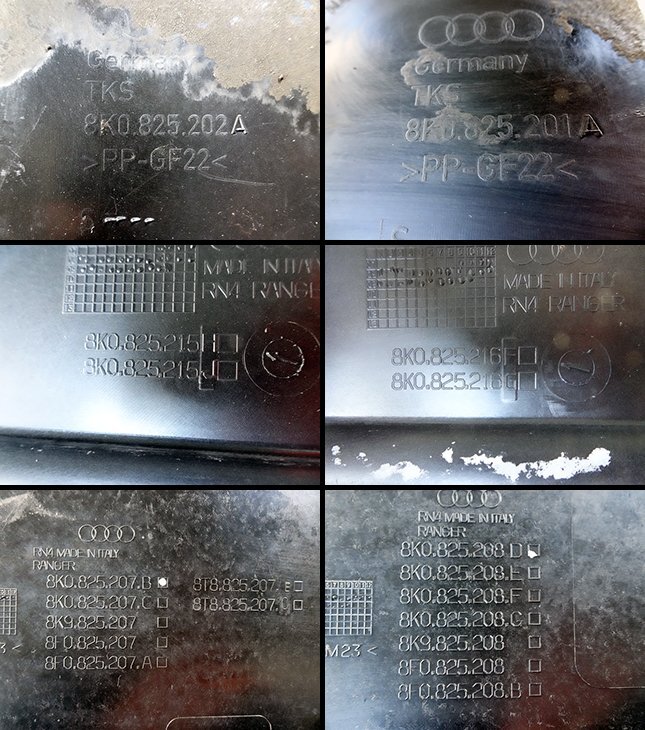 Germany
TKS
8K0.825.202A
>PP-GF22<
Germany
TKS
8K0.825.201A
>PP-GF22<
MADE IN ITALY
RN4 RANGER
8K0.825.215H
8K0.825.215J
MADE IN ITALY
RN4 RANGER
8K0.825.216F
8K0.825.216G
RN4 MADE IN ITALY
RANGER
8K0.825.207.B
8K0.825.207.C
8K9.825.207
8F0.825.207
8F0.825.207.A
8T8.825.207.
8T8.825.207.
RN4 MADE IN ITALY
RANGER
8K0.825.208.D
8K0.825.208.E
8K0.825.208.F
8K0.825.208.C
8K9.825.208
8F0.825.208
8F0.825.208.B
M23<